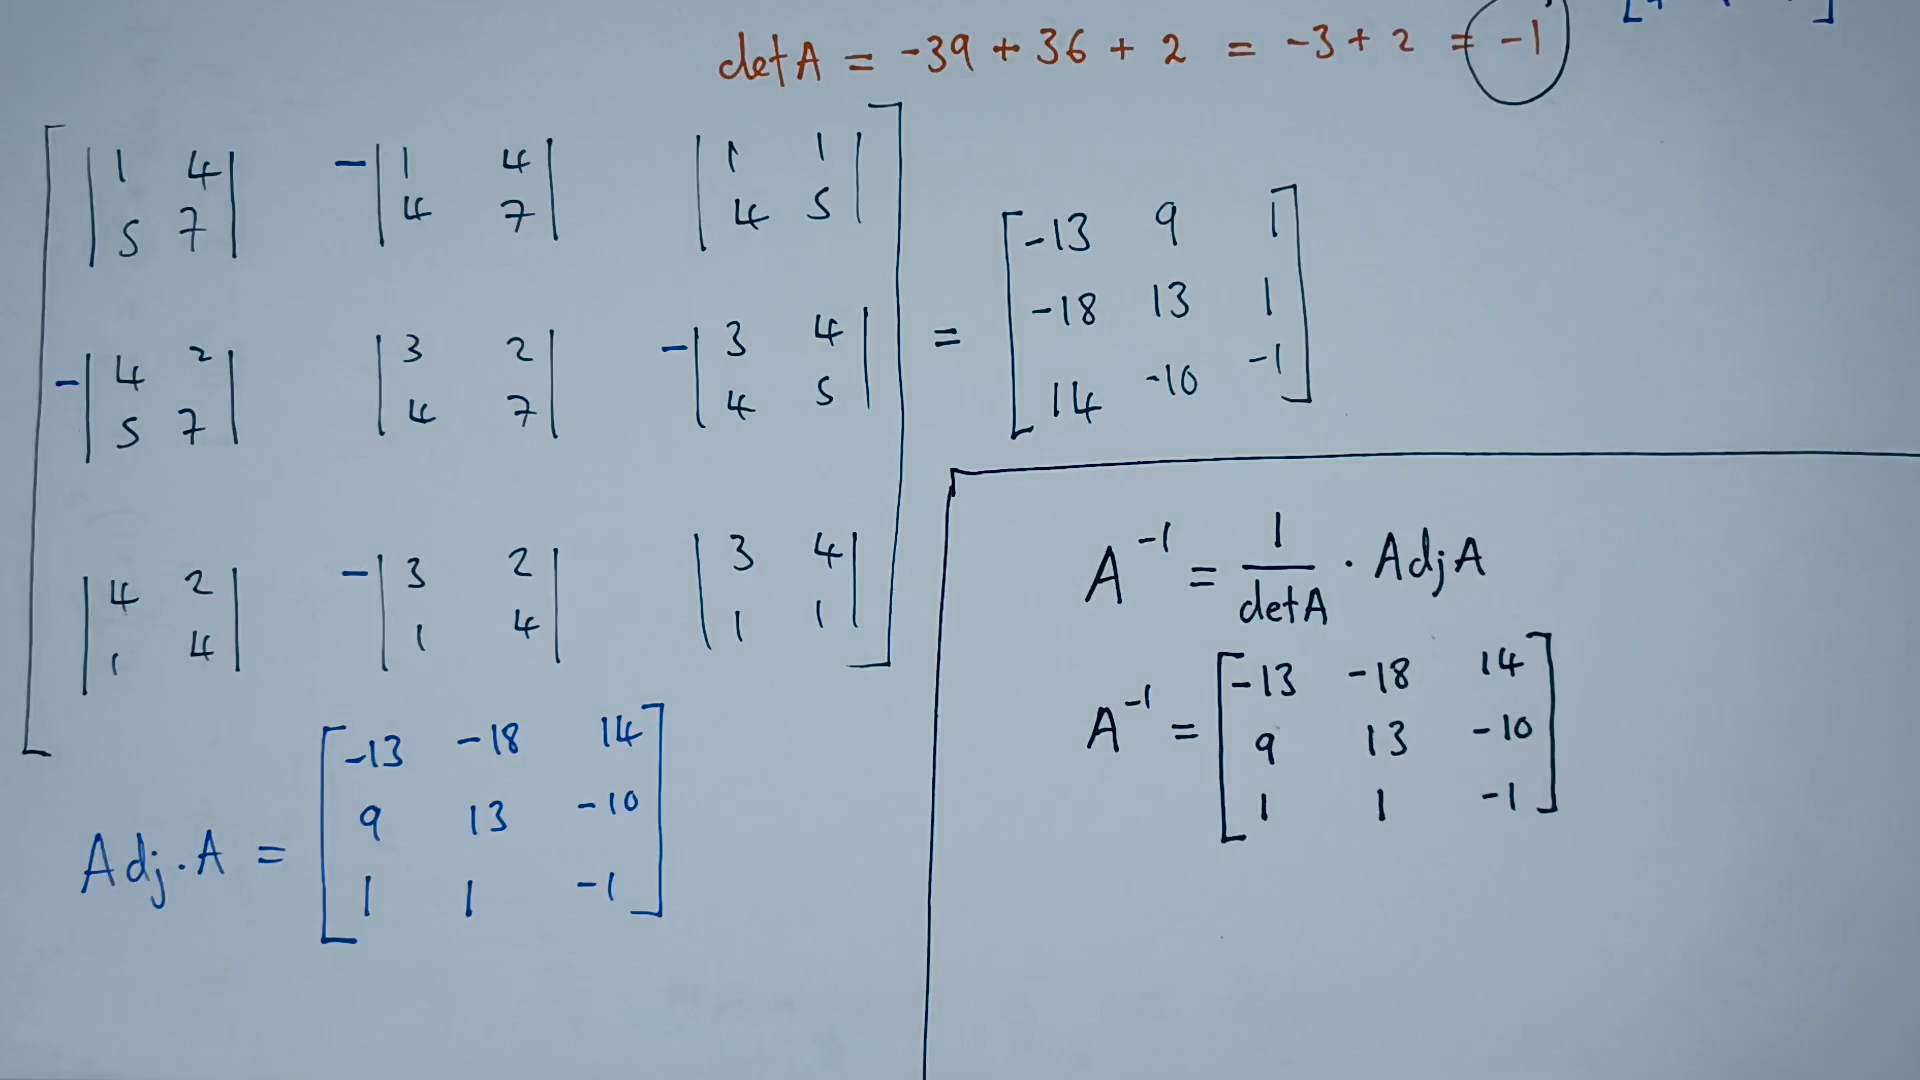 detA = -39 + 36 + 2 = -3 + 2 = -1
[ |1 4| -|1 4| |1 1|
|5 7| |4 7| |4 5|
-|4 2| |3 2| -|3 4|
|5 7| |4 7| |4 5|
|4 2| -|3 2| |3 4|
|1 4| |1 4| |1 1| ]
= [ -13 9 1
-18 13 1
14 -10 -1 ]
Adj.A = [ -13 -18 14
9 13 -10
1 1 -1 ]
A^-1 = 1/detA · AdjA
A^-1 = [ -13 -18 14
9 13 -10
1 1 -1 ]